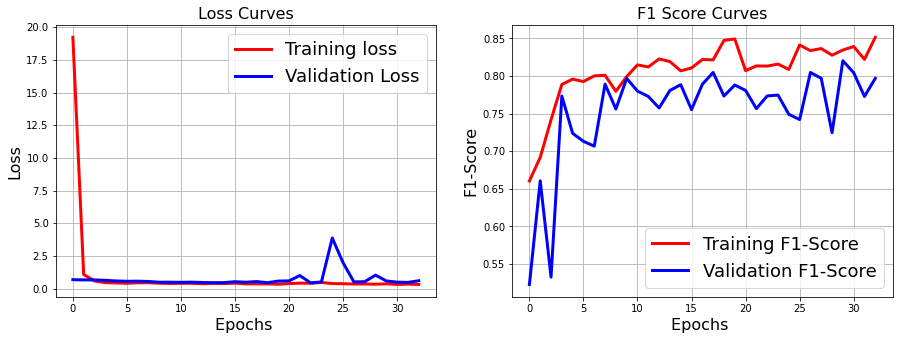 Loss Curves
20.0
17.5
15.0
12.5
10.0
7.5
5.0
2.5
0.0
Loss
0 5 10 15 20 25 30
Epochs
Training loss
Validation Loss
F1 Score Curves
0.85
0.80
0.75
0.70
0.65
0.60
0.55
F1-Score
0 5 10 15 20 25 30
Epochs
Training F1-Score
Validation F1-Score